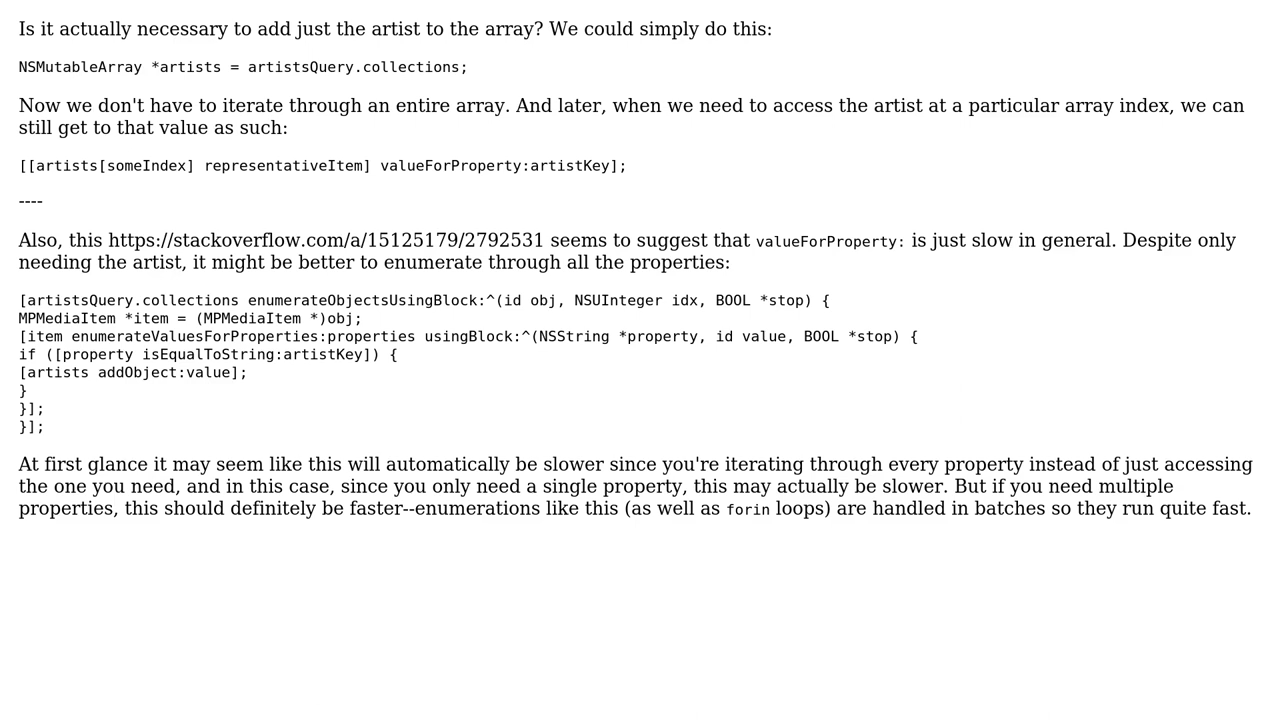 Is it actually necessary to add just the artist to the array? We could simply do this:
NSMutableArray *artists = artistsQuery.collections;
Now we don't have to iterate through an entire array. And later, when we need to access the artist at a particular array index, we can
still get to that value as such:
[[artists[someIndex] representativeItem] valueForProperty:artistKey];
----
Also, this https://stackoverflow.com/a/15125179/2792531 seems to suggest that valueForProperty: is just slow in general. Despite only
needing the artist, it might be better to enumerate through all the properties:
[artistsQuery.collections enumerateObjectsUsingBlock:^(id obj, NSUInteger idx, BOOL *stop) {
MPMediaItem *item = (MPMediaItem *)obj;
[item enumerateValuesForProperties:properties usingBlock:^(NSString *property, id value, BOOL *stop) {
if ([property isEqualToString:artistKey]) {
[artists addObject:value];
}
}];
}];
At first glance it may seem like this will automatically be slower since you're iterating through every property instead of just accessing
the one you need, and in this case, since you only need a single property, this may actually be slower. But if you need multiple
properties, this should definitely be faster--enumerations like this (as well as forin loops) are handled in batches so they run quite fast.